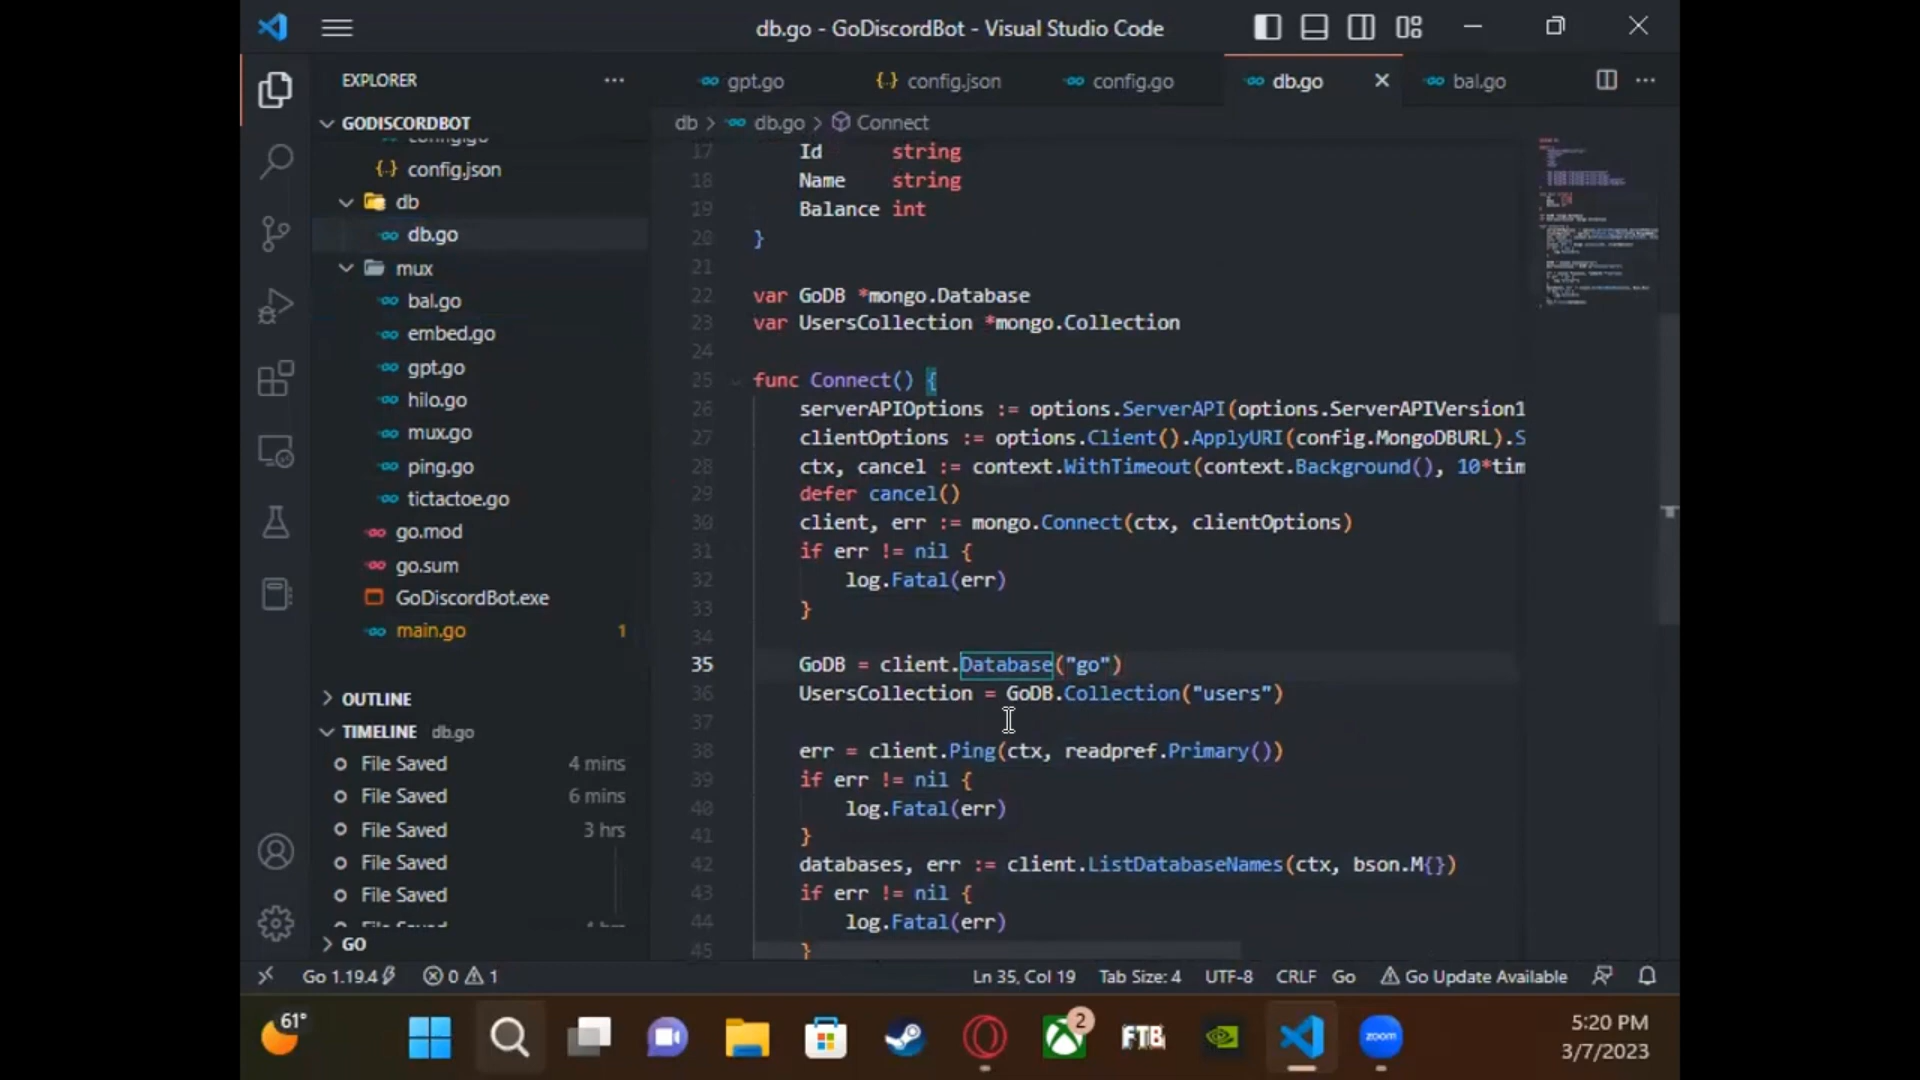 db.go - GoDiscordBot - Visual Studio Code
EXPLORER
gpt.go
config.json
config.go
db.go
bal.go
GODISCORDBOT
db > db.go > Connect
config.go
config.json
db
db.go
mux
bal.go
embed.go
gpt.go
hilo.go
mux.go
ping.go
tictactoe.go
go.mod
go.sum
GoDiscordBot.exe
main.go 1
OUTLINE
TIMELINE db.go
File Saved 4 mins
File Saved 6 mins
File Saved 3 hrs
File Saved
File Saved
GO
17 Id string
18 Name string
19 Balance int
20 }
21
22 var GoDB *mongo.Database
23 var UsersCollection *mongo.Collection
24
25 func Connect() {
26 serverAPIOptions := options.ServerAPI(options.ServerAPIVersion1
27 clientOptions := options.Client().ApplyURI(config.MongoDBURL).S
28 ctx, cancel := context.WithTimeout(context.Background(), 10*tim
29 defer cancel()
30 client, err := mongo.Connect(ctx, clientOptions)
31 if err != nil {
32 log.Fatal(err)
33 }
34
35 GoDB = client.Database("go")
36 UsersCollection = GoDB.Collection("users")
37
38 err = client.Ping(ctx, readpref.Primary())
39 if err != nil {
40 log.Fatal(err)
41 }
42 databases, err := client.ListDatabaseNames(ctx, bson.M{})
43 if err != nil {
44 log.Fatal(err)
45 }
Go 1.19.4
0 1
Ln 35, Col 19
Tab Size: 4
UTF-8
CRLF
Go
Go Update Available
61°
2
FTB
zoom
5:20 PM
3/7/2023